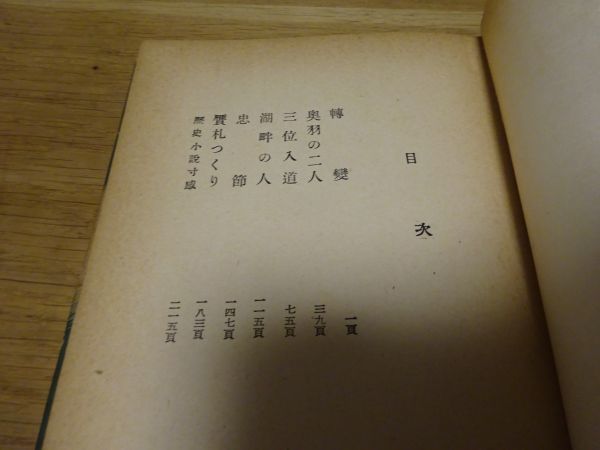 目次
轉變 一頁
奥羽の二人 三九頁
三位入道 七五頁
湖畔の人 一一五頁
忠節 一四七頁
贋札つくり 一八三頁
歷史小說寸感 二一五頁